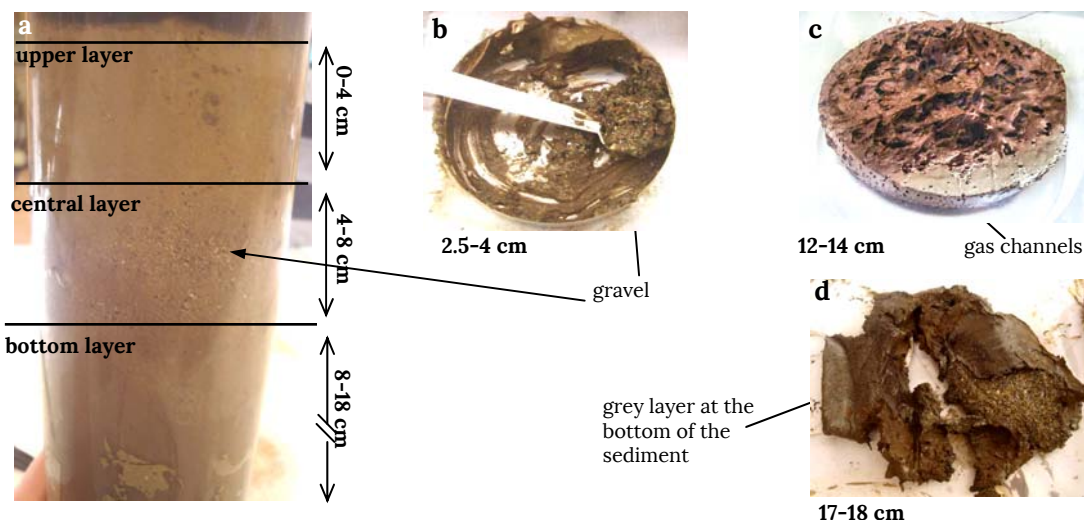 a
upper layer
0-4 cm
central layer
4-8 cm
bottom layer
8-18 cm
b
2.5-4 cm
gravel
c
12-14 cm
gas channels
d
grey layer at the
bottom of the
sediment
17-18 cm